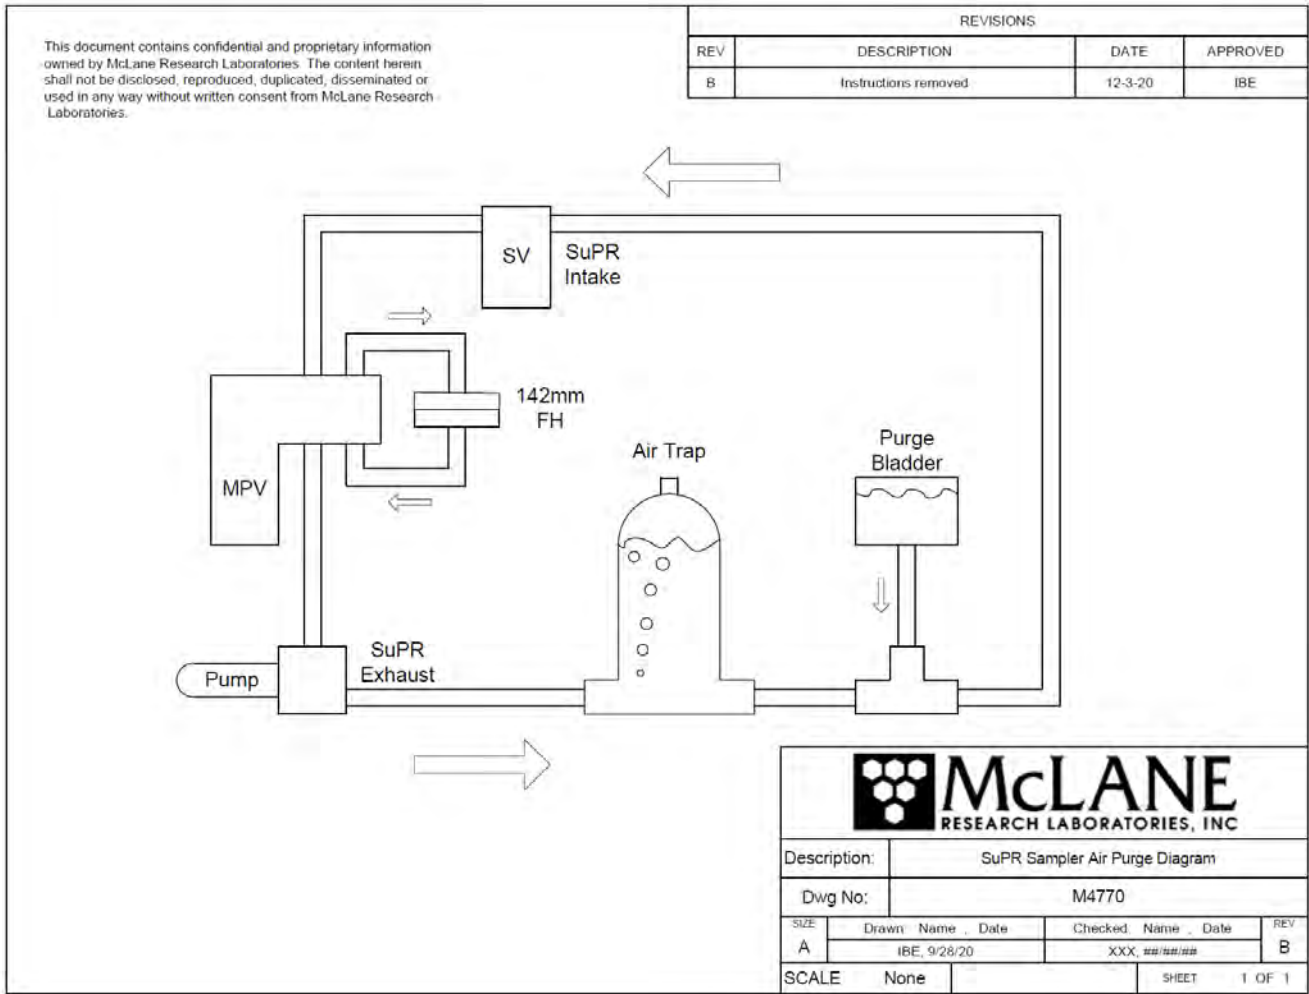 This document contains confidential and proprietary information
owned by McLane Research Laboratories. The content herein
shall not be disclosed, reproduced, duplicated, disseminated or
used in any way without written consent from McLane Research
Laboratories.
REVISIONS
REV DESCRIPTION DATE APPROVED
B Instructions removed 12-3-20 IBE
SV
SuPR
Intake
142mm
FH
MPV
Air Trap
Purge
Bladder
SuPR
Exhaust
Pump
McLANE
RESEARCH LABORATORIES, INC
Description: SuPR Sampler Air Purge Diagram
Dwg No: M4770
SIZE Drawn: Name , Date Checked: Name , Date REV
A IBE, 9/28/20 XXX, ##/##/## B
SCALE None SHEET 1 OF 1